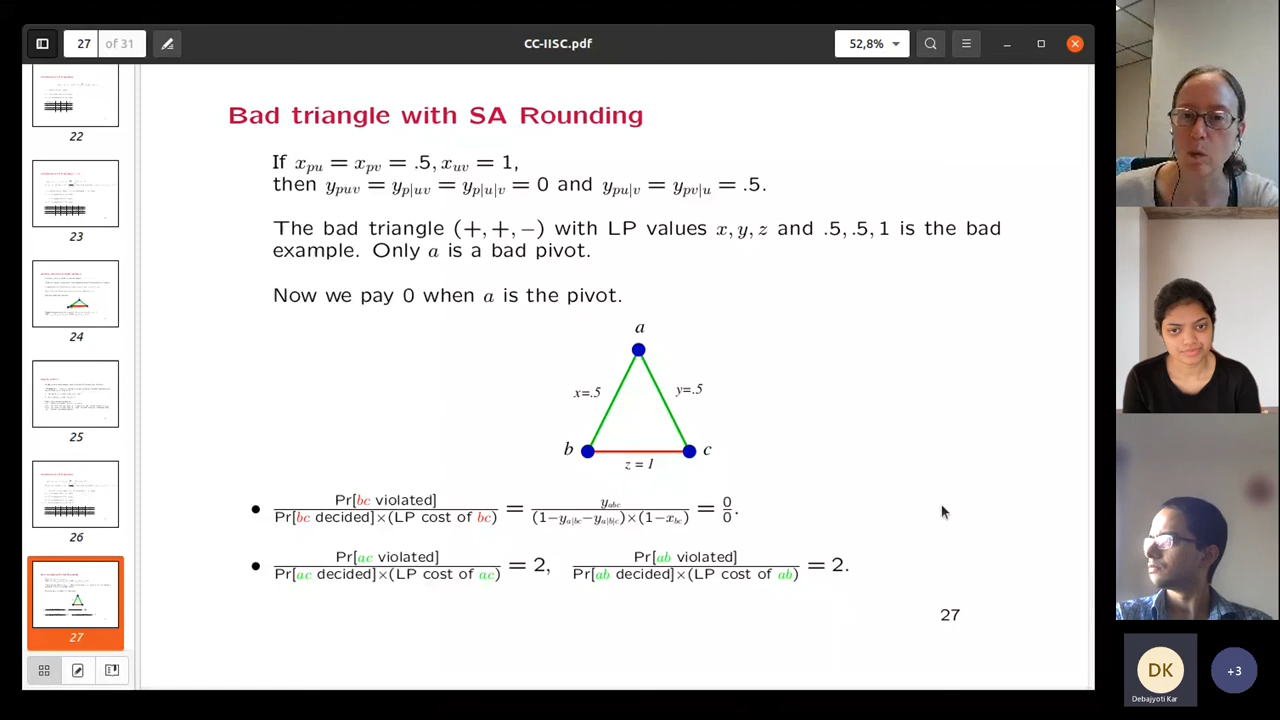 27 of 31
CC-IISC.pdf
52,8%
22
23
24
25
26
27
Bad triangle with SA Rounding
If x_{pu} = x_{pv} = .5, x_{uv} = 1,
then y_{puv} = y_{p|uv} = y_{p|u|v} = 0 and y_{pu|v} = y_{pv|u} = .5.
The bad triangle (+, +, −) with LP values x, y, z and .5, .5, 1 is the bad
example. Only a is a bad pivot.
Now we pay 0 when a is the pivot.
a
x=.5
y=.5
b
c
z = 1
• Pr[bc violated] / Pr[bc decided]×(LP cost of bc) = y_{abc} / (1−y_{a|bc}−y_{a|b|c})×(1−x_{bc}) = 0/0.
• Pr[ac violated] / Pr[ac decided]×(LP cost of ac) = 2, Pr[ab violated] / Pr[ab decided]×(LP cost of ab) = 2.
27
DK
Debajyoti Kar
+3